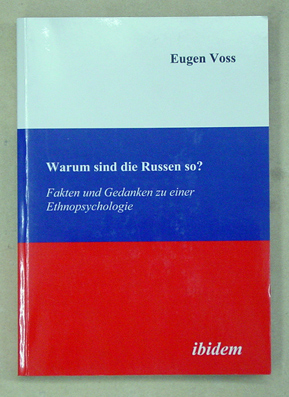 Eugen Voss
Warum sind die Russen so?
Fakten und Gedanken zu einer
Ethnopsychologie
ibidem